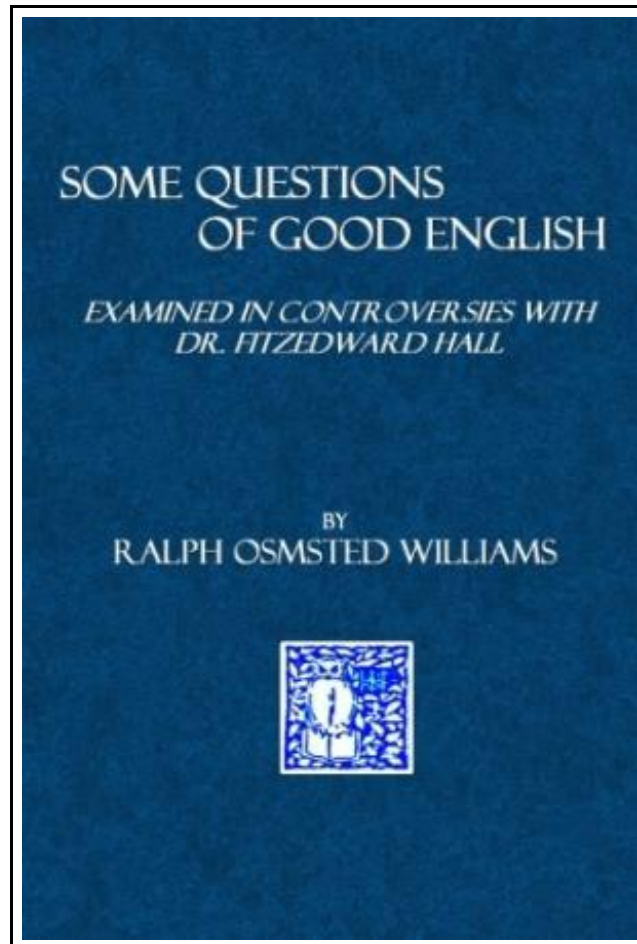 SOME QUESTIONS
OF GOOD ENGLISH
EXAMINED IN CONTROVERSIES WITH
DR. FITZEDWARD HALL
BY
RALPH OSMSTED WILLIAMS